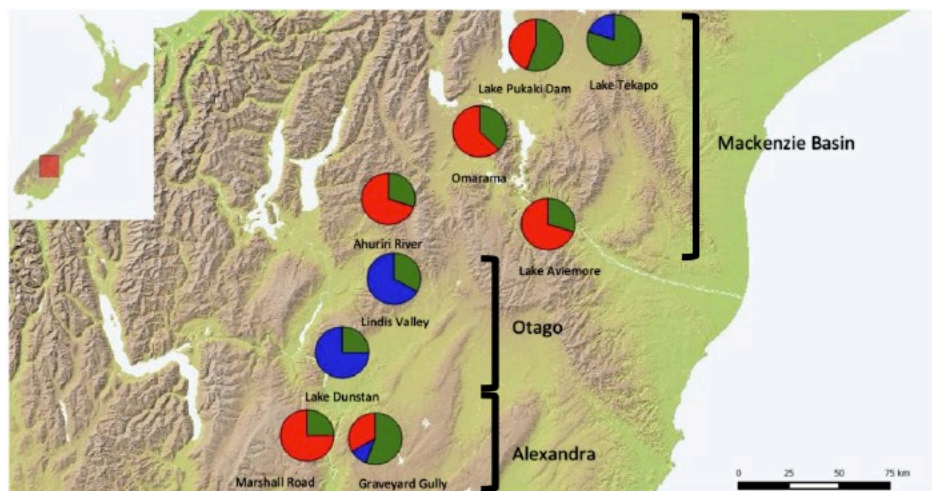 Lake Pukaki Dam
Lake Tekapo
Mackenzie Basin
Omarama
Ahuriri River
Lake Aviemore
Lindis Valley
Otago
Lake Dunstan
Alexandra
Marshall Road
Graveyard Gully
0 25 50 75 km